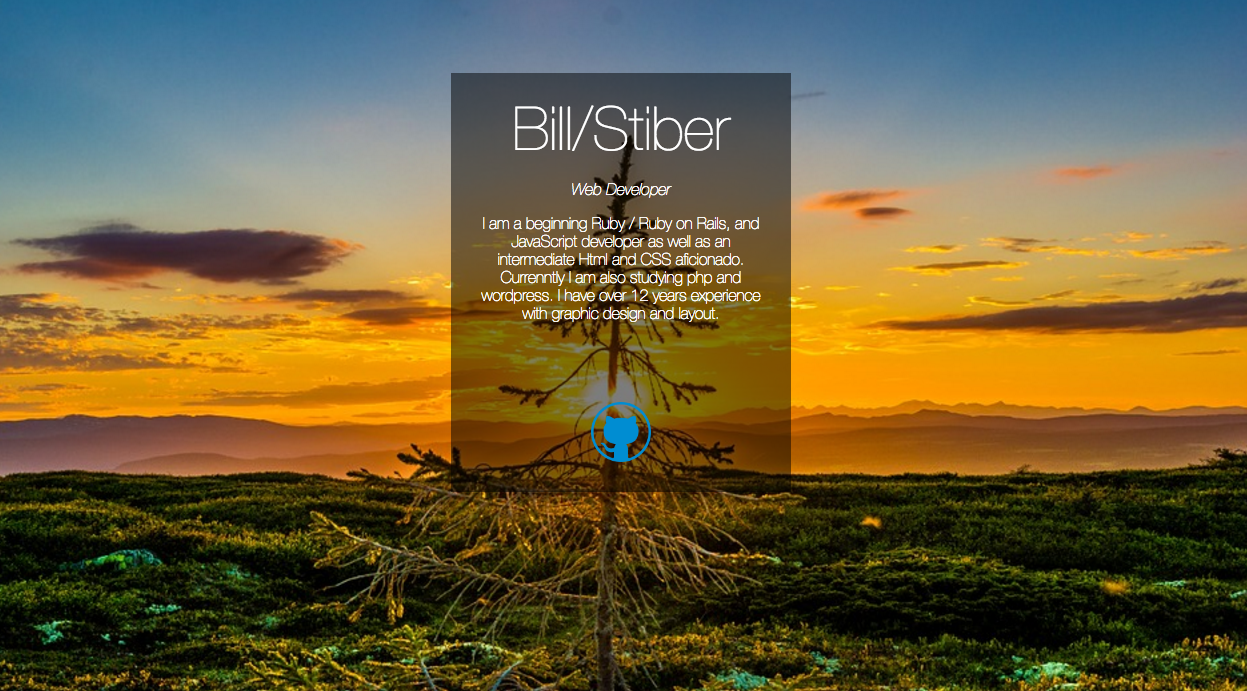 Bill/Stiber
Web Developer
I am a beginning Ruby / Ruby on Rails, and
JavaScript developer as well as an
intermediate Html and CSS aficionado.
Currenntly I am also studying php and
wordpress. I have over 12 years experience
with graphic design and layout.